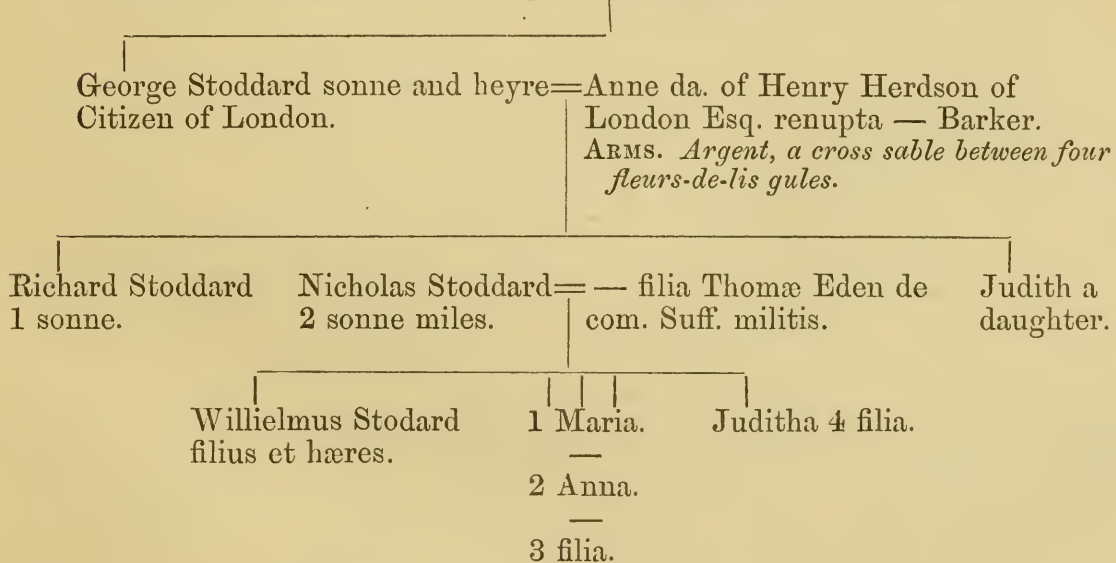 George Stoddard sonne and heyre=Anne da. of Henry Herdson of
Citizen of London.
London Esq. renupta — Barker.
ARMS. Argent, a cross sable between four
fleurs-de-lis gules.
Richard Stoddard
1 sonne.
Nicholas Stoddard= — filia Thomæ Eden de
2 sonne miles.
com. Suff. militis.
Judith a
daughter.
Willielmus Stodard
filius et hæres.
1 Maria.
—
2 Anna.
—
3 filia.
Juditha 4 filia.